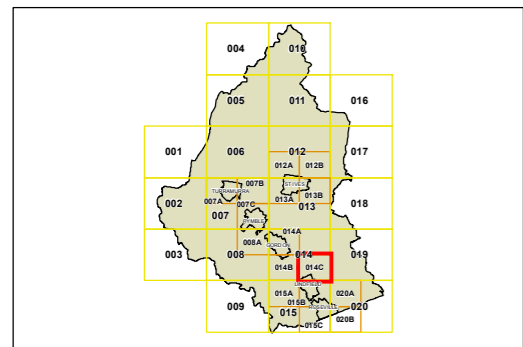 004 010
005 011 016
001 006 012 017
012A 012B
TURRAMURRA 007B ST IVES
007A 007C 013A 013B
002 007 013 018
PYMBLE
014A
008A GORDON
003 008 014 019
014B 014C
LINDFIELD
015A 020A
015B ROSEVILLE 020
009 015 020B
015C